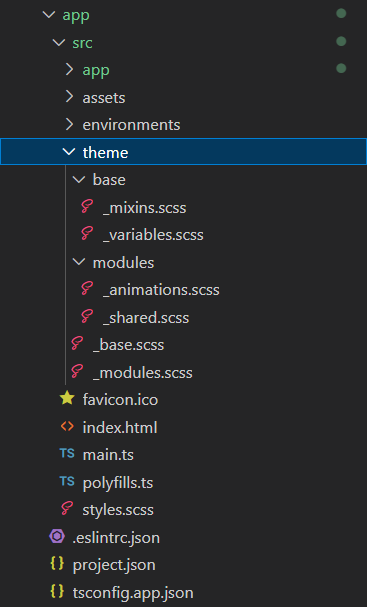 app
src
app
assets
environments
theme
base
_mixins.scss
_variables.scss
modules
_animations.scss
_shared.scss
_base.scss
_modules.scss
favicon.ico
index.html
TS main.ts
TS polyfills.ts
styles.scss
.eslintrc.json
{} project.json
{} tsconfig.app.json